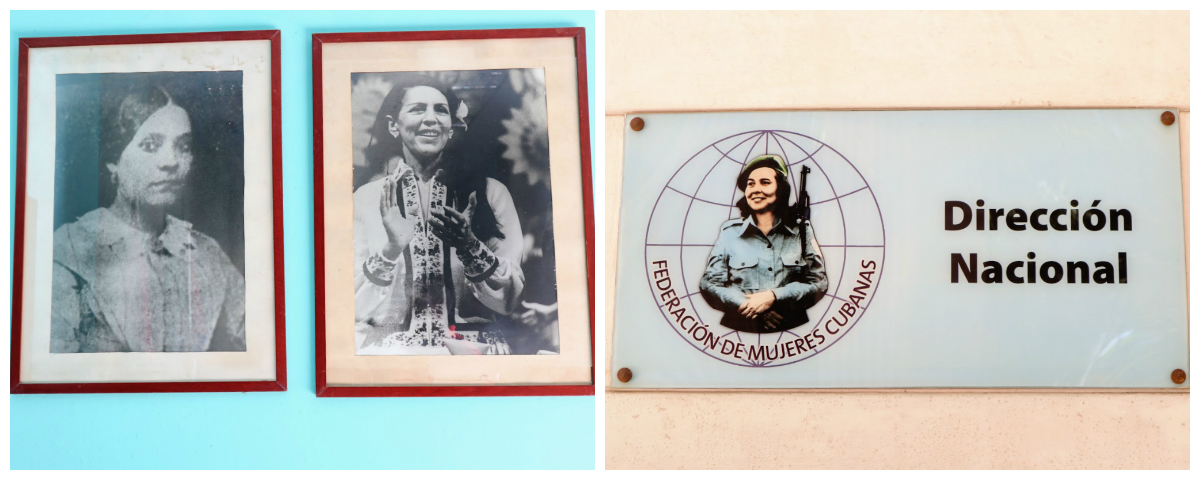 FEDERACIÓN DE MUJERES CUBANAS
Dirección
Nacional